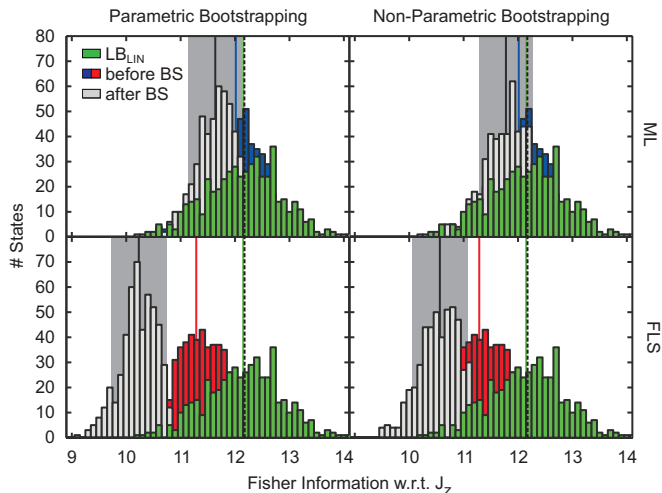 Parametric Bootstrapping
Non-Parametric Bootstrapping
80
70
60
50
40
30
20
10
0
LB_LIN
before BS
after BS
ML
# States
70
60
50
40
30
20
10
0
FLS
9 10 11 12 13 14
10 11 12 13 14
Fisher Information w.r.t. J_Z